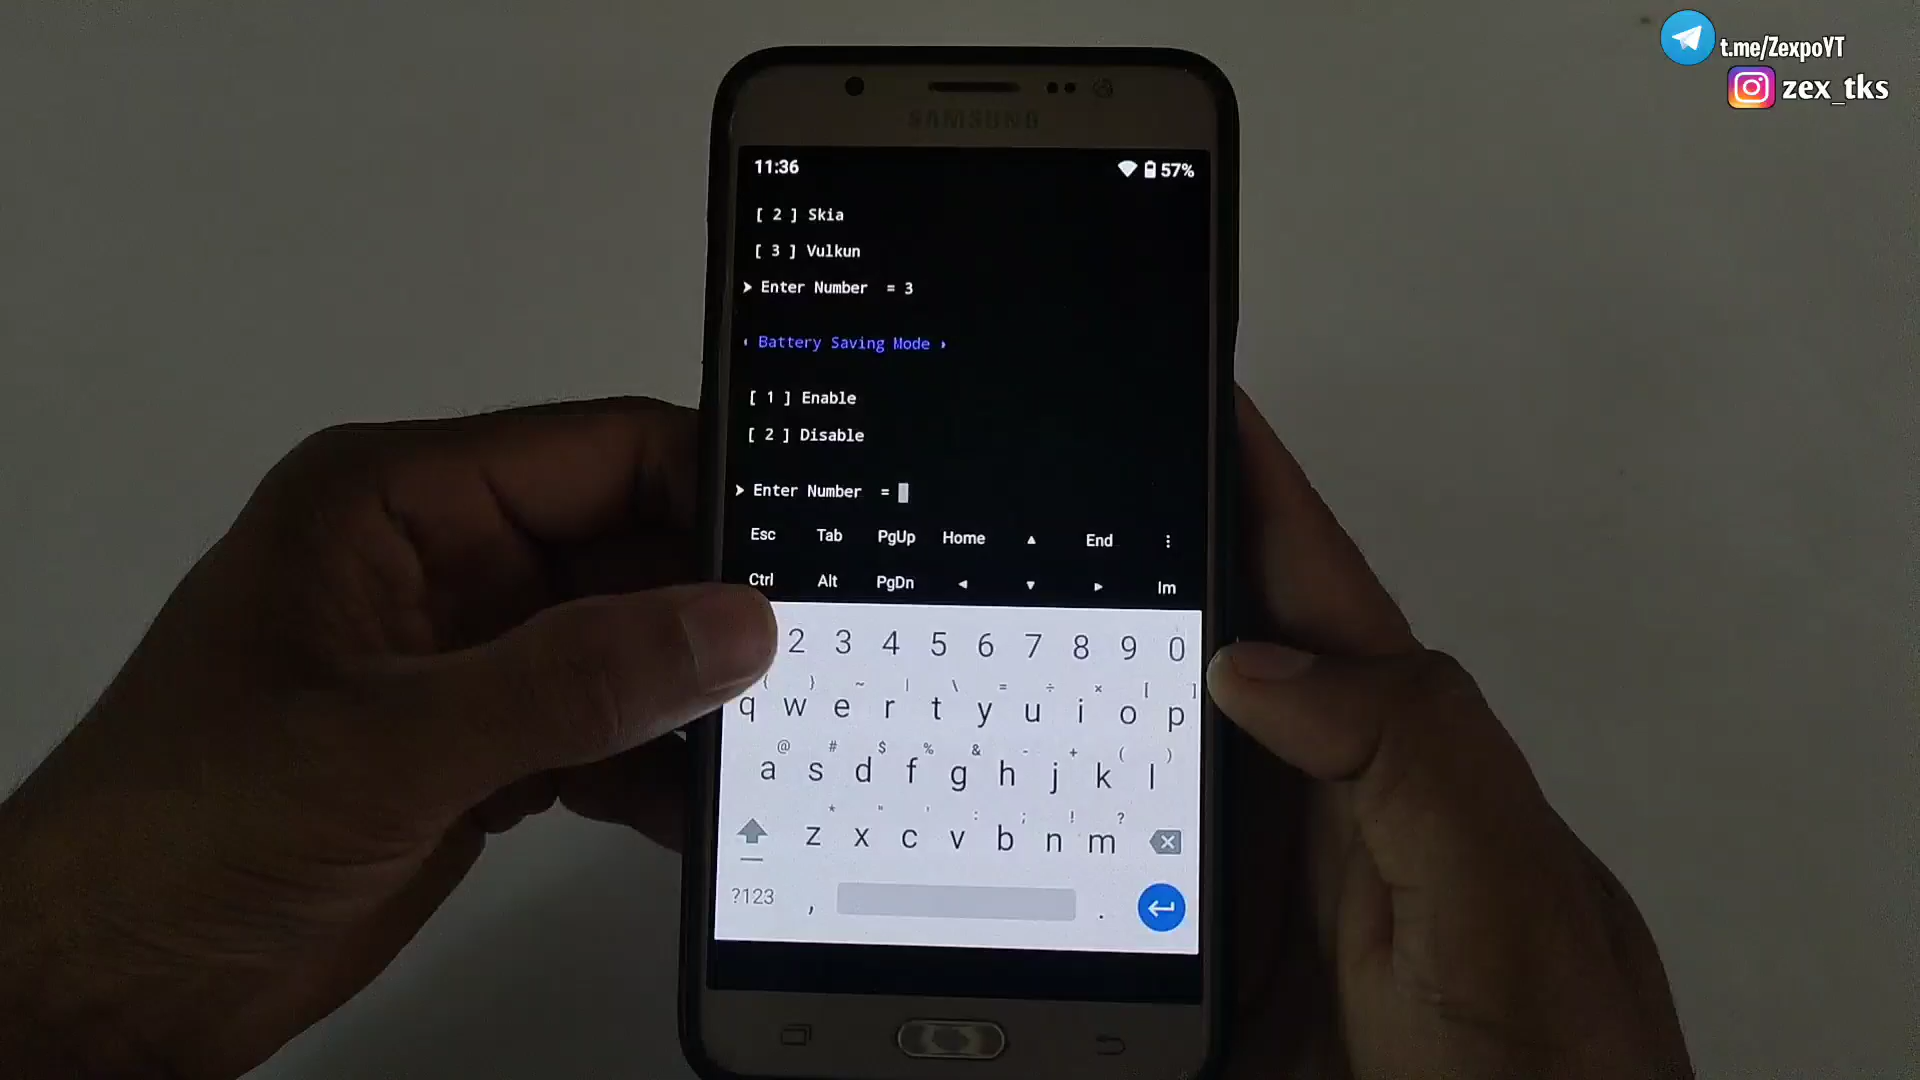 t.me/ZexpoYT
zex_tks
SAMSUNG
11:36
57%
[ 2 ] Skia
[ 3 ] Vulkun
➤ Enter Number = 3
‹ Battery Saving Mode ›
[ 1 ] Enable
[ 2 ] Disable
➤ Enter Number =
Esc Tab PgUp Home ▲ End ⋮
Ctrl Alt PgDn ◄ ▼ ► Im
2 3 4 5 6 7 8 9 0
{ } ~ | \ = ÷ × [ ]
q w e r t y u i o p
@ # $ % & - + ( )
a s d f g h j k l
* " ' : ; ! ?
z x c v b n m
?123 , .